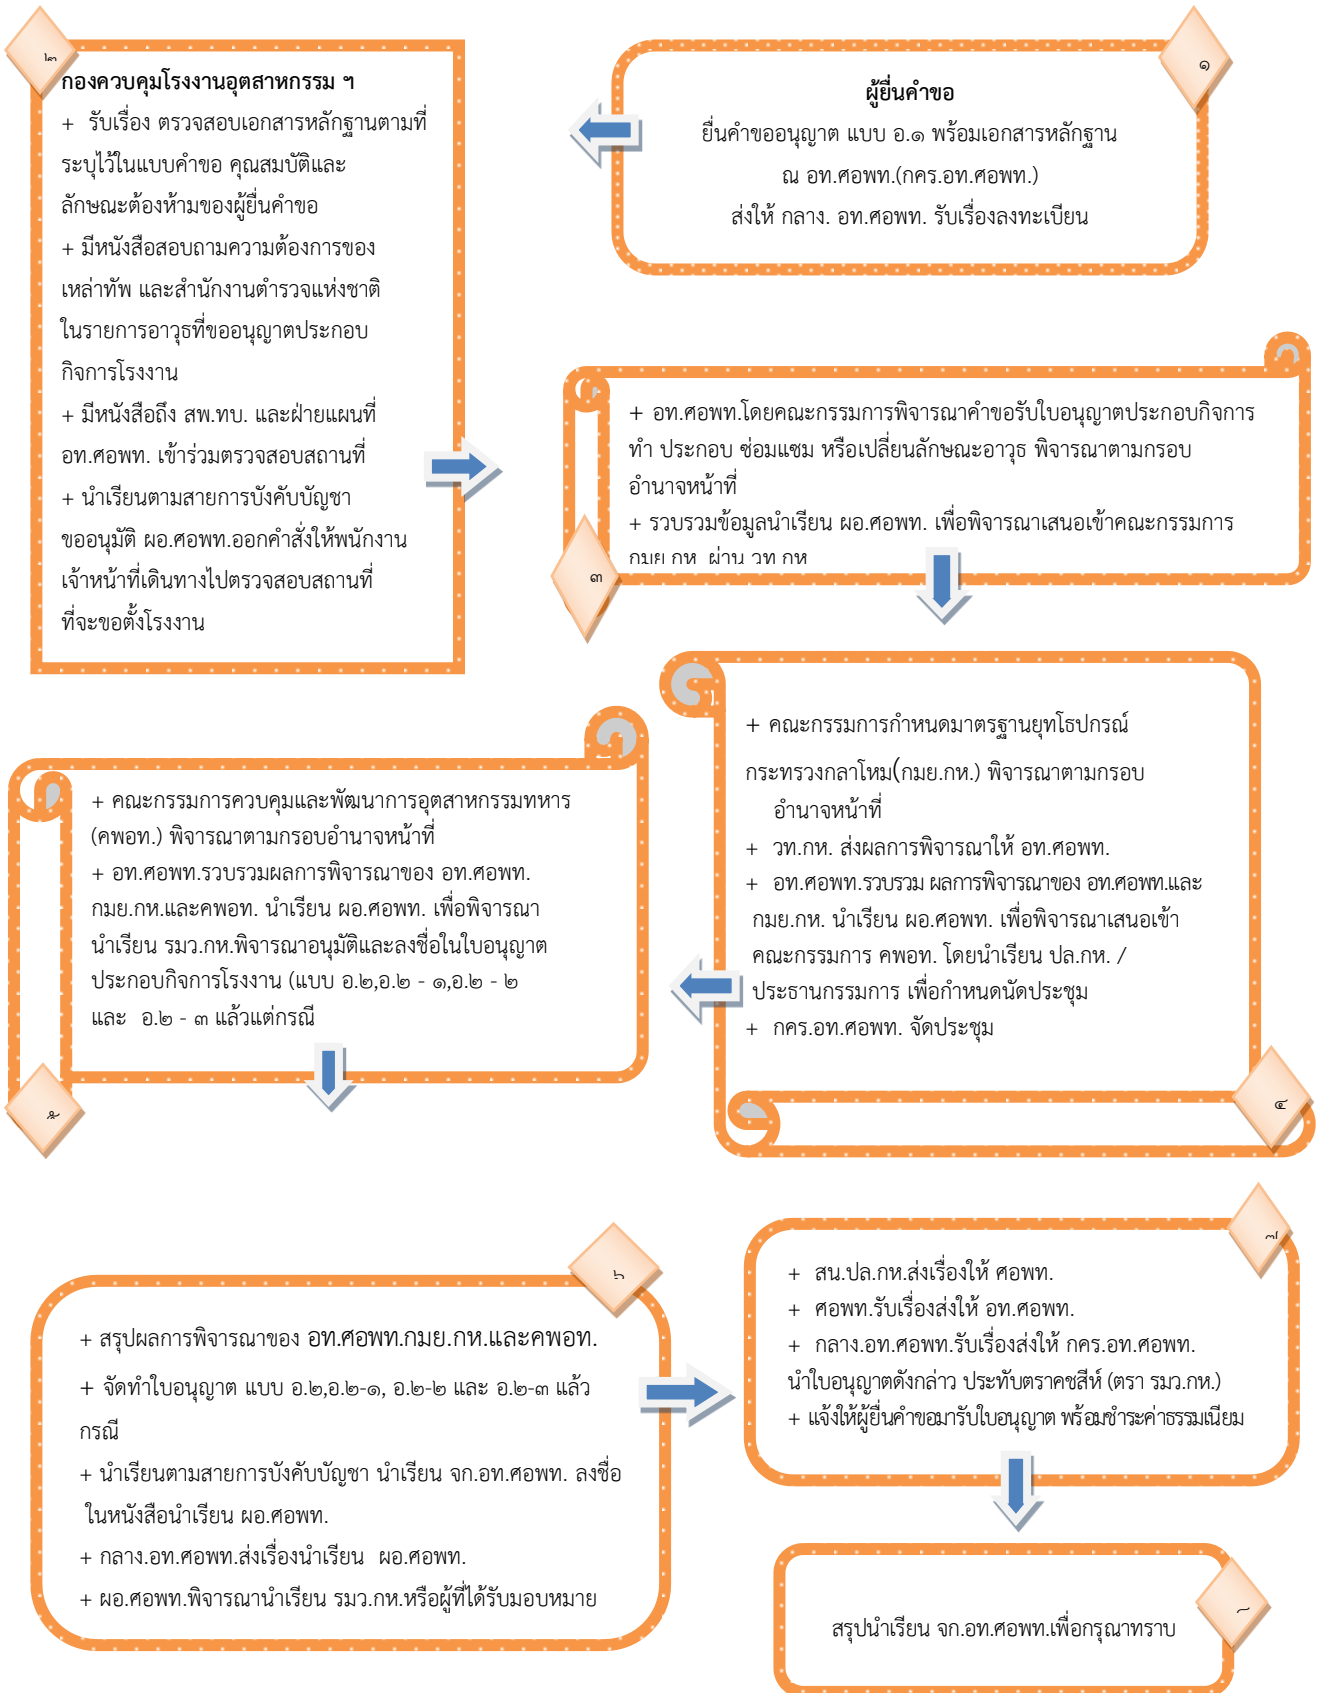 ๑
ผู้ยื่นคำขอ
ยื่นคำขออนุญาต แบบ อ.๑ พร้อมเอกสารหลักฐาน
ณ อท.ศอพท.(กคร.อท.ศอพท.)
ส่งให้ กลาง. อท.ศอพท. รับเรื่องลงทะเบียน
๒
กองควบคุมโรงงานอุตสาหกรรม ฯ
+ รับเรื่อง ตรวจสอบเอกสารหลักฐานตามที่
ระบุไว้ในแบบคำขอ คุณสมบัติและ
ลักษณะต้องห้ามของผู้ยื่นคำขอ
+ มีหนังสือสอบถามความต้องการของ
เหล่าทัพ และสำนักงานตำรวจแห่งชาติ
ในรายการอาวุธที่ขออนุญาตประกอบ
กิจการโรงงาน
+ มีหนังสือถึง สพ.ทบ. และฝ่ายแผนที่
อท.ศอพท. เข้าร่วมตรวจสอบสถานที่
+ นำเรียนตามสายการบังคับบัญชา
ขออนุมัติ ผอ.ศอพท.ออกคำสั่งให้พนักงาน
เจ้าหน้าที่เดินทางไปตรวจสอบสถานที่
ที่จะขอตั้งโรงงาน
+ อท.ศอพท.โดยคณะกรรมการพิจารณาคำขอรับใบอนุญาตประกอบกิจการ
ทำ ประกอบ ซ่อมแซม หรือเปลี่ยนลักษณะอาวุธ พิจารณาตามกรอบ
อำนาจหน้าที่
+ รวบรวมข้อมูลนำเรียน ผอ.ศอพท. เพื่อพิจารณาเสนอเข้าคณะกรรมการ
กมย.กห. ผ่าน วท.กห.
๓
+ คณะกรรมการกำหนดมาตรฐานยุทโธปกรณ์
กระทรวงกลาโหม(กมย.กห.) พิจารณาตามกรอบ
อำนาจหน้าที่
+ วท.กห. ส่งผลการพิจารณาให้ อท.ศอพท.
+ อท.ศอพท.รวบรวม ผลการพิจารณาของ อท.ศอพท.และ
กมย.กห. นำเรียน ผอ.ศอพท. เพื่อพิจารณาเสนอเข้า
คณะกรรมการ คพอท. โดยนำเรียน ปล.กห. /
ประธานกรรมการ เพื่อกำหนดนัดประชุม
+ กคร.อท.ศอพท. จัดประชุม
๔
+ คณะกรรมการควบคุมและพัฒนาการอุตสาหกรรมทหาร
(คพอท.) พิจารณาตามกรอบอำนาจหน้าที่
+ อท.ศอพท.รวบรวมผลการพิจารณาของ อท.ศอพท.
กมย.กห.และคพอท. นำเรียน ผอ.ศอพท. เพื่อพิจารณา
นำเรียน รมว.กห.พิจารณาอนุมัติและลงชื่อในใบอนุญาต
ประกอบกิจการโรงงาน (แบบ อ.๒,อ.๒ - ๑,อ.๒ - ๒
และ อ.๒ - ๓ แล้วแต่กรณี
๕
๖
+ สรุปผลการพิจารณาของ อท.ศอพท.กมย.กห.และคพอท.
+ จัดทำใบอนุญาต แบบ อ.๒,อ.๒-๑, อ.๒-๒ และ อ.๒-๓ แล้ว
กรณี
+ นำเรียนตามสายการบังคับบัญชา นำเรียน จก.อท.ศอพท. ลงชื่อ
ในหนังสือนำเรียน ผอ.ศอพท.
+ กลาง.อท.ศอพท.ส่งเรื่องนำเรียน ผอ.ศอพท.
+ ผอ.ศอพท.พิจารณานำเรียน รมว.กห.หรือผู้ที่ได้รับมอบหมาย
๗
+ สน.ปล.กห.ส่งเรื่องให้ ศอพท.
+ ศอพท.รับเรื่องส่งให้ อท.ศอพท.
+ กลาง.อท.ศอพท.รับเรื่องส่งให้ กคร.อท.ศอพท.
นำใบอนุญาตดังกล่าว ประทับตราคชสีห์ (ตรา รมว.กห.)
+ แจ้งให้ผู้ยื่นคำขอมารับใบอนุญาต พร้อมชำระค่าธรรมเนียม
๘
สรุปนำเรียน จก.อท.ศอพท.เพื่อกรุณาทราบ